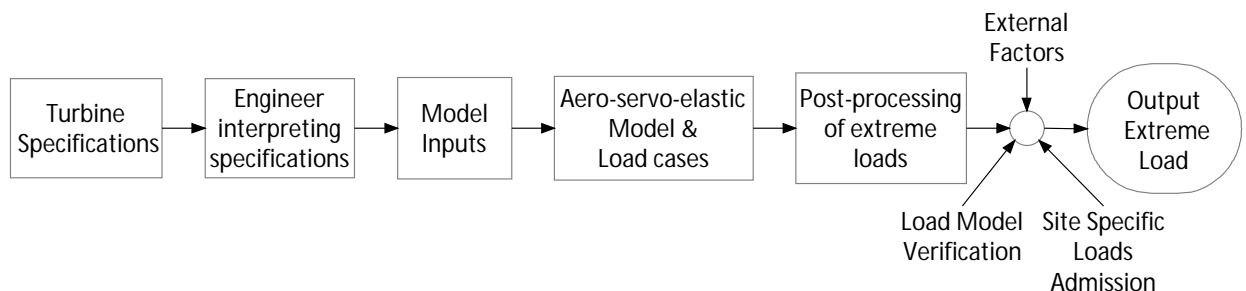 Turbine
Specifications
Engineer
interpreting
specifications
Model
Inputs
Aero-servo-elastic
Model &
Load cases
Post-processing
of extreme
loads
External
Factors
Output
Extreme
Load
Load Model
Verification
Site Specific
Loads
Admission